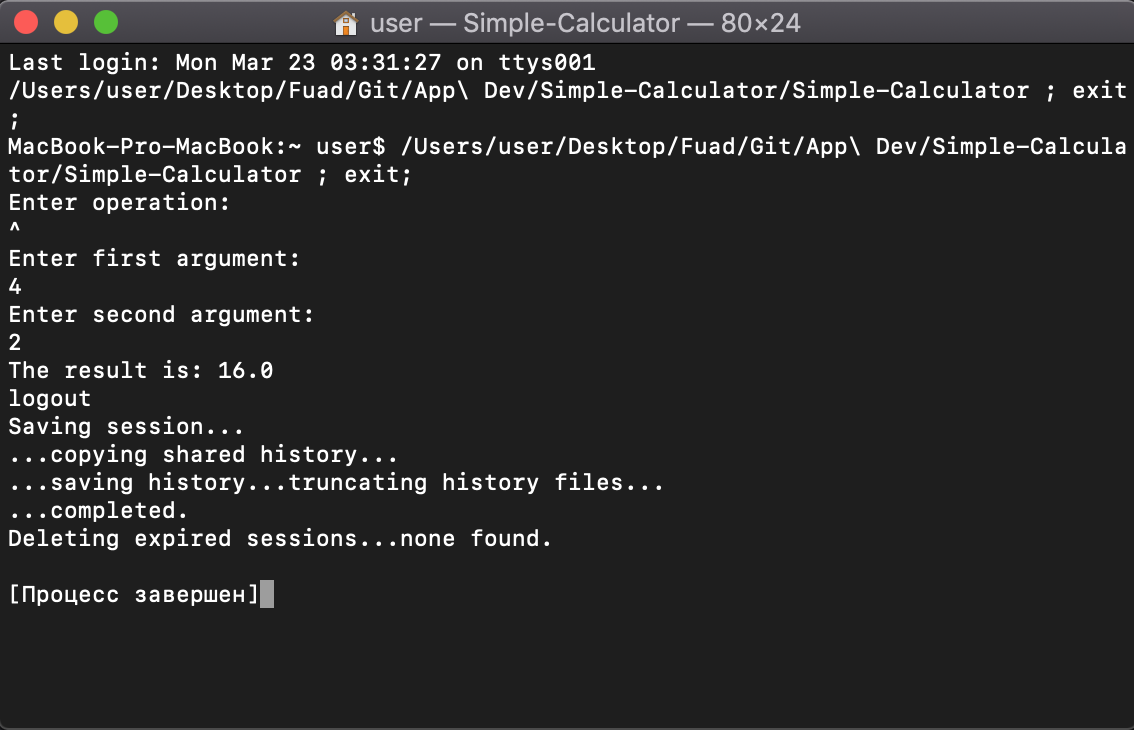 user — Simple-Calculator — 80×24
Last login: Mon Mar 23 03:31:27 on ttys001
/Users/user/Desktop/Fuad/Git/App\ Dev/Simple-Calculator/Simple-Calculator ; exit
;
MacBook-Pro-MacBook:~ user$ /Users/user/Desktop/Fuad/Git/App\ Dev/Simple-Calcula
tor/Simple-Calculator ; exit;
Enter operation:
^
Enter first argument:
4
Enter second argument:
2
The result is: 16.0
logout
Saving session...
...copying shared history...
...saving history...truncating history files...
...completed.
Deleting expired sessions...none found.
[Процесс завершен]